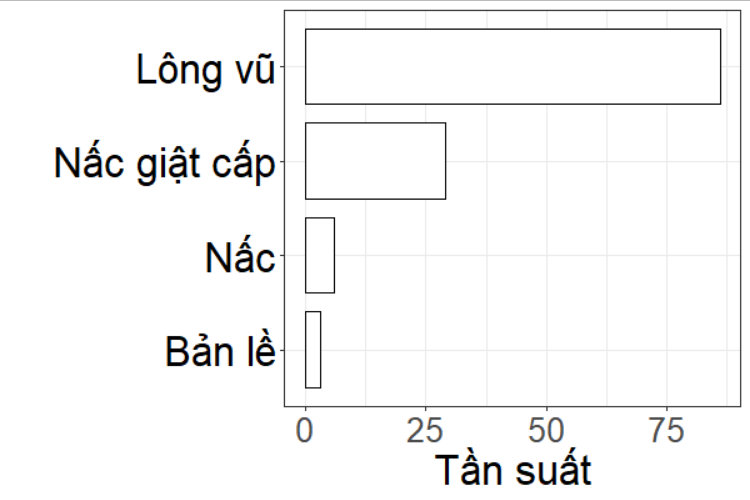 Lông vũ
Nấc giật cấp
Nấc
Bản lề
0 25 50 75
Tần suất